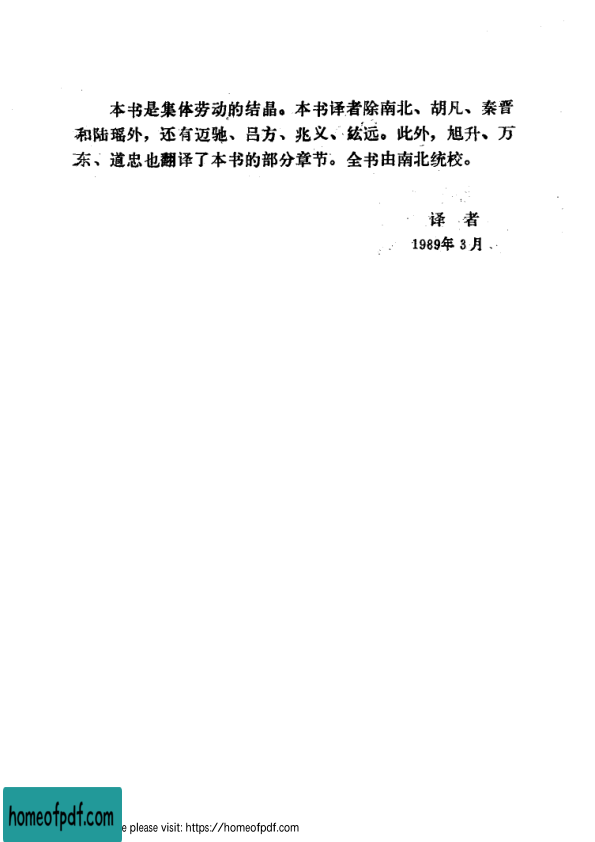 本书是集体劳动的结晶。本书译者除南北、胡凡、秦晋
和陆瑶外，还有迈驰、吕方、兆义、鉉远。此外，旭升、万
东、道忠也翻译了本书的部分章节。全书由南北统校。
译 者
1989年3月
homeofpdf.com
e please visit: https://homeofpdf.com